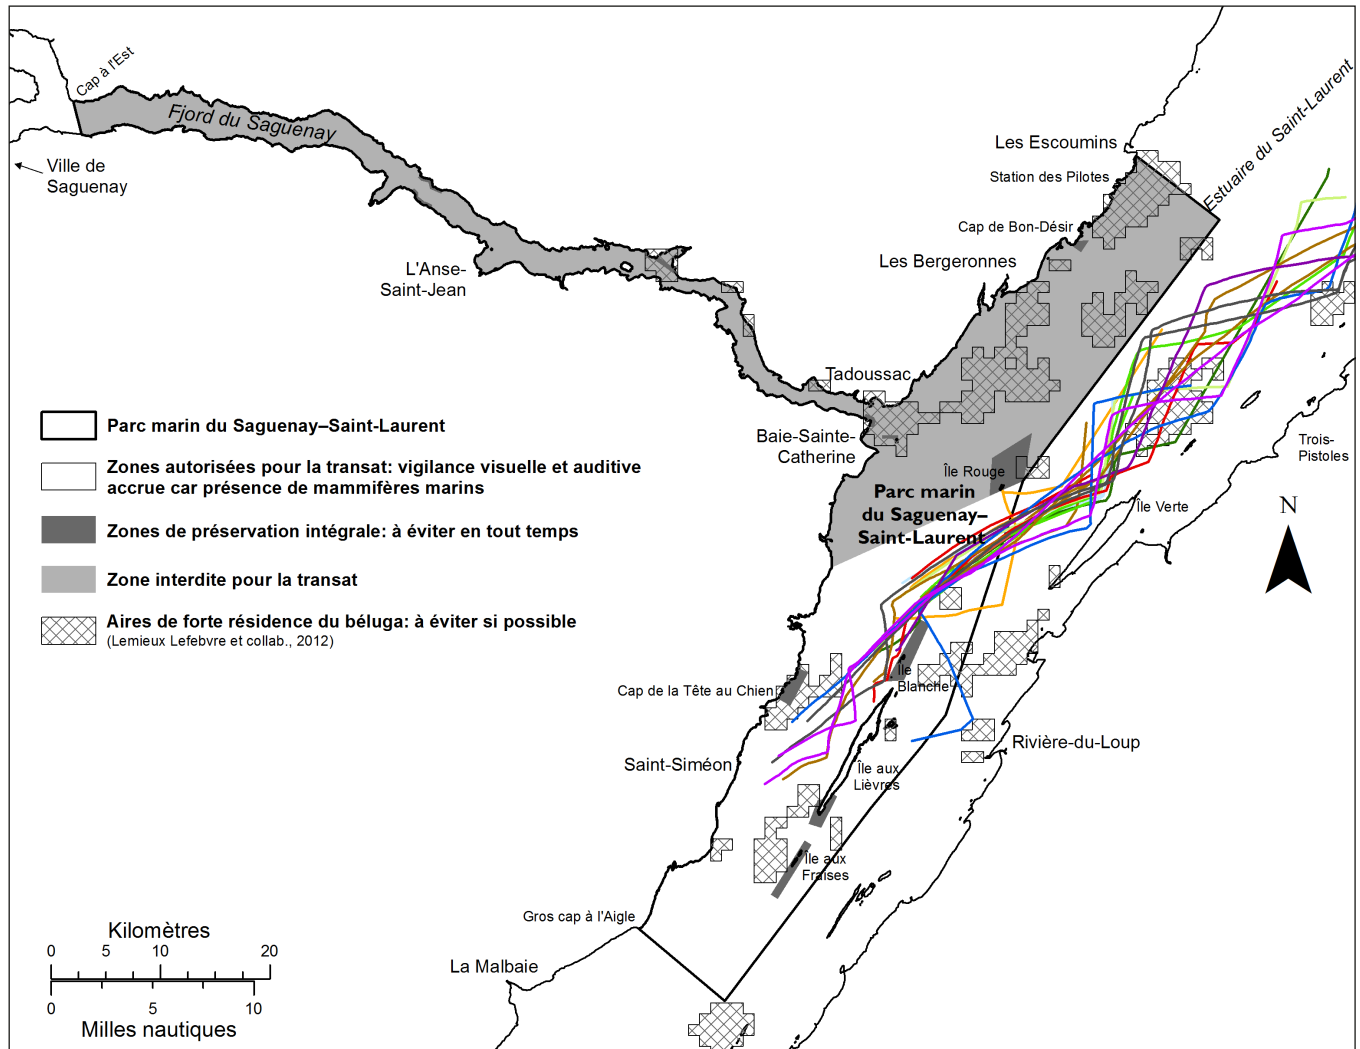 Cap à l'Est
Fjord du Saguenay
Ville de
Saguenay
L'Anse-
Saint-Jean
Les Escoumins
Station des Pilotes
Estuaire du Saint-Laurent
Cap de Bon-Désir
Les Bergeronnes
Tadoussac
Baie-Sainte-
Catherine
Île Rouge
Parc marin
du Saguenay–
Saint-Laurent
Trois-
Pistoles
Île Verte
N
Parc marin du Saguenay–Saint-Laurent
Zones autorisées pour la transat: vigilance visuelle et auditive
accrue car présence de mammifères marins
Zones de préservation intégrale: à éviter en tout temps
Zone interdite pour la transat
Aires de forte résidence du béluga: à éviter si possible
(Lemieux Lefebvre et collab., 2012)
Cap de la Tête au Chien
Île
Blanche
Saint-Siméon
Rivière-du-Loup
Île aux
Lièvres
Île aux
Fraises
Gros cap à l'Aigle
La Malbaie
Kilomètres
0 5 10 20
0 5 10
Milles nautiques